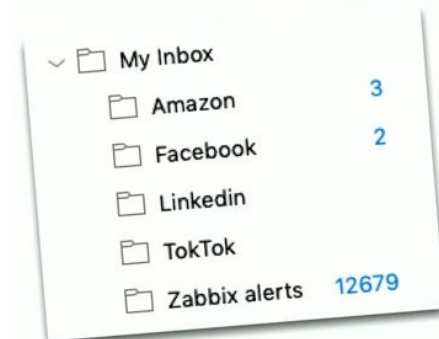 My Inbox
Amazon 3
Facebook 2
Linkedin
TokTok
Zabbix alerts 12679